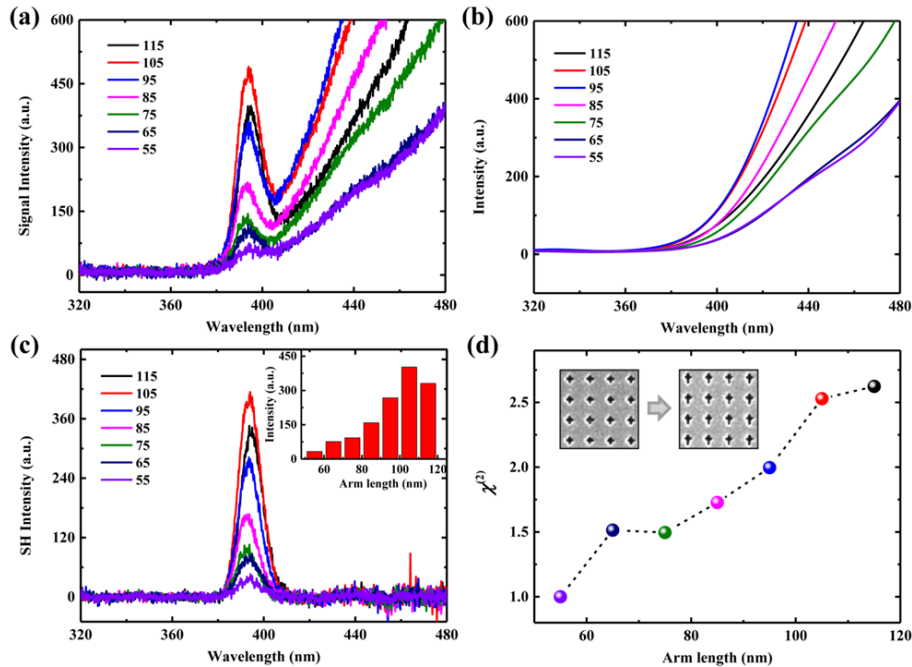 (a)
600
450
300
150
0
Signal Intensity (a.u.)
115
105
95
85
75
65
55
320 360 400 440 480
Wavelength (nm)
(b)
600
400
200
0
Intensity (a.u.)
115
105
95
85
75
65
55
320 360 400 440 480
Wavelength (nm)
(c)
480
360
240
120
0
SH Intensity (a.u.)
115
105
95
85
75
65
55
450
300
150
0
Intensity (a.u.)
60 80 100 120
Arm length (nm)
320 360 400 440 480
Wavelength (nm)
(d)
2.5
2.0
1.5
1.0
χ(2)
60 80 100 120
Arm length (nm)